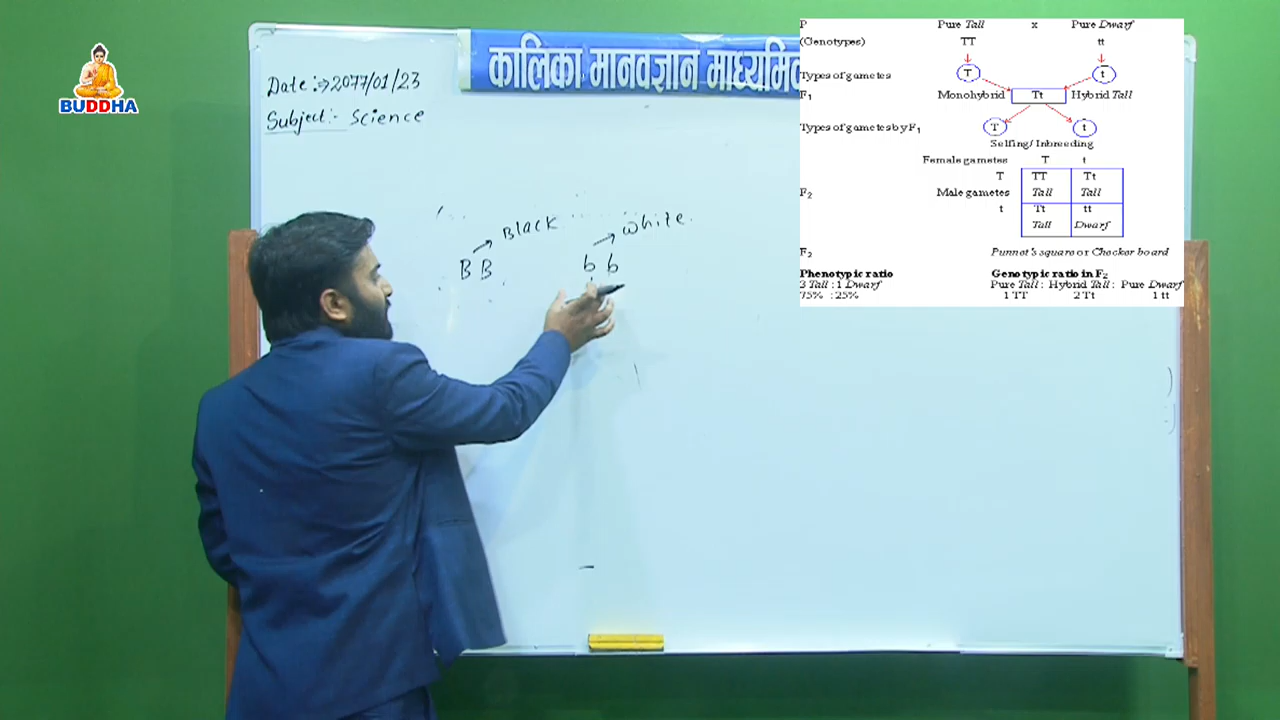 BUDDHA
Date:⇒2077/01/23
Subject:- Science
कालिका मानवज्ञान
Black
White
B B
b b
P Pure Tall x Pure Dwarf
(Genotypes) TT tt
Types of gametes T t
F1 Monohybrid Tt Hybrid Tall
Types of gametes by F1 T t
Selfing/Inbreeding
Female gametes T t
T TT Tt
F2 Male gametes Tall Tall
t Tt tt
Tall Dwarf
F2 Punnet's square or Checker board
Phenotypic ratio Genotypic ratio in F2
3 Tall : 1 Dwarf Pure Tall : Hybrid Tall : Pure Dwarf
75% : 25% 1 TT 2 Tt 1 tt